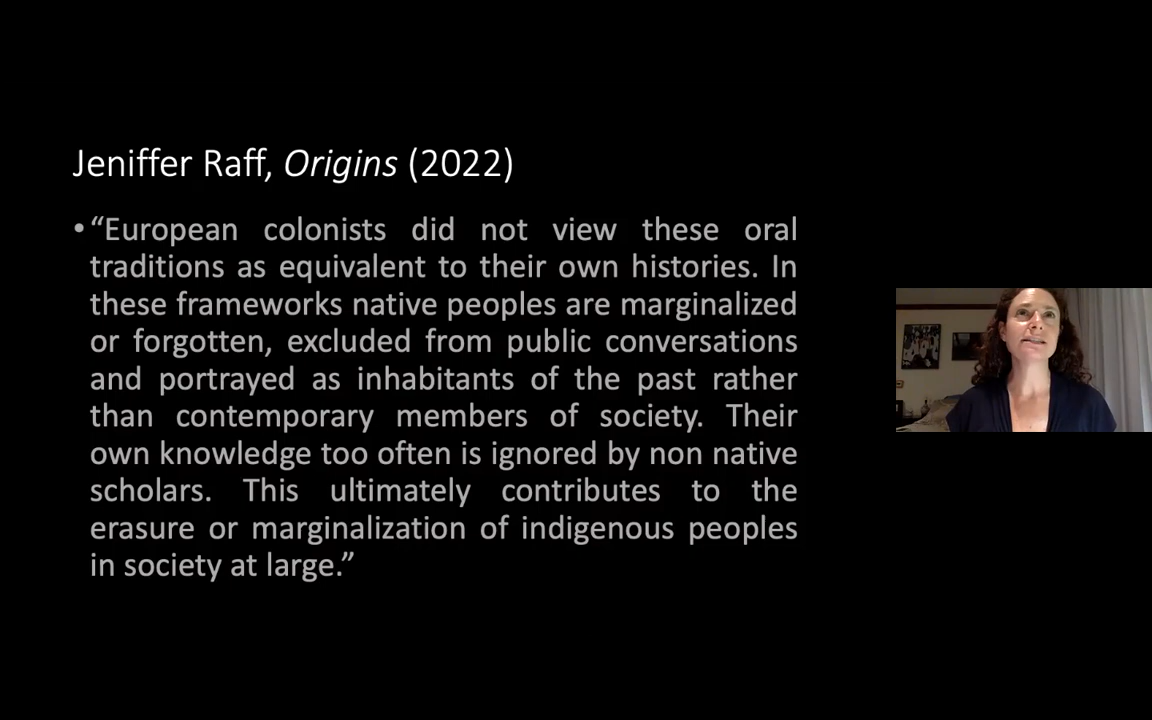 Jeniffer Raff, Origins (2022)
• “European colonists did not view these oral
traditions as equivalent to their own histories. In
these frameworks native peoples are marginalized
or forgotten, excluded from public conversations
and portrayed as inhabitants of the past rather
than contemporary members of society. Their
own knowledge too often is ignored by non native
scholars. This ultimately contributes to the
erasure or marginalization of indigenous peoples
in society at large.”